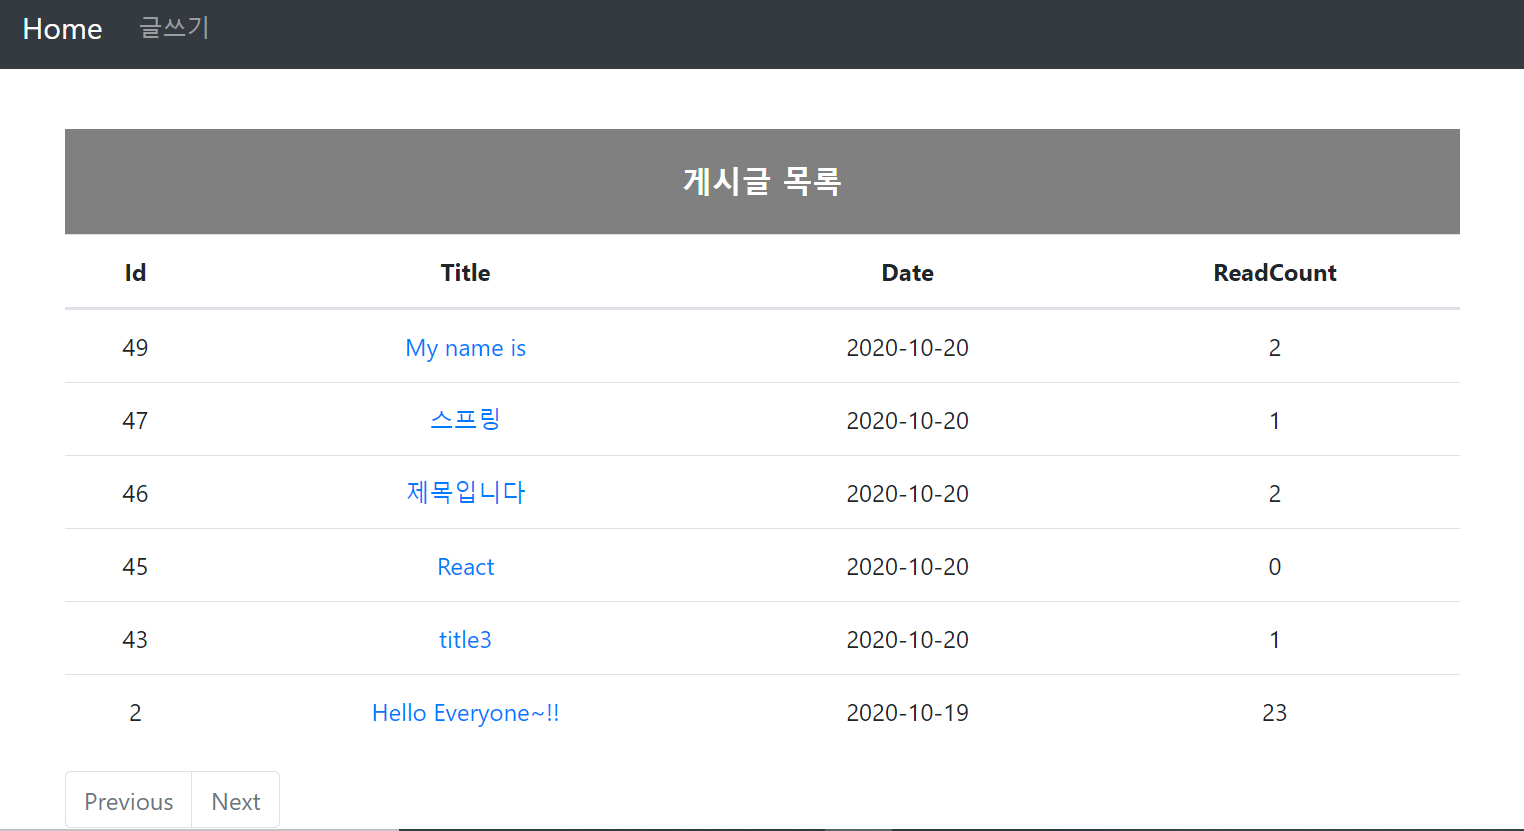 Home 글쓰기
게시글 목록
Id Title Date ReadCount
49 My name is 2020-10-20 2
47 스프링 2020-10-20 1
46 제목입니다 2020-10-20 2
45 React 2020-10-20 0
43 title3 2020-10-20 1
2 Hello Everyone~!! 2020-10-19 23
Previous Next